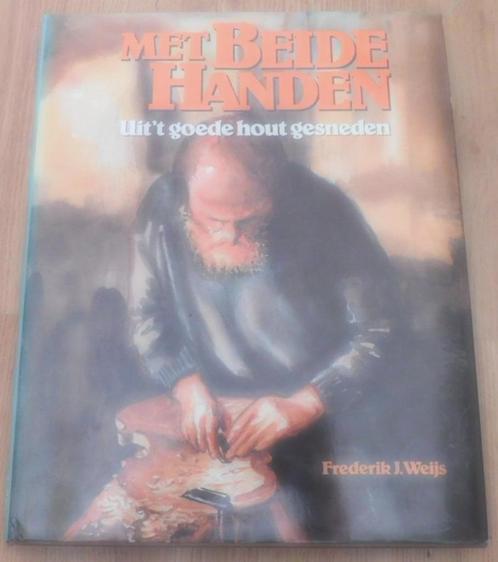 MET BEIDE
HANDEN
Uit't goede hout gesneden
Frederik J. Weijs